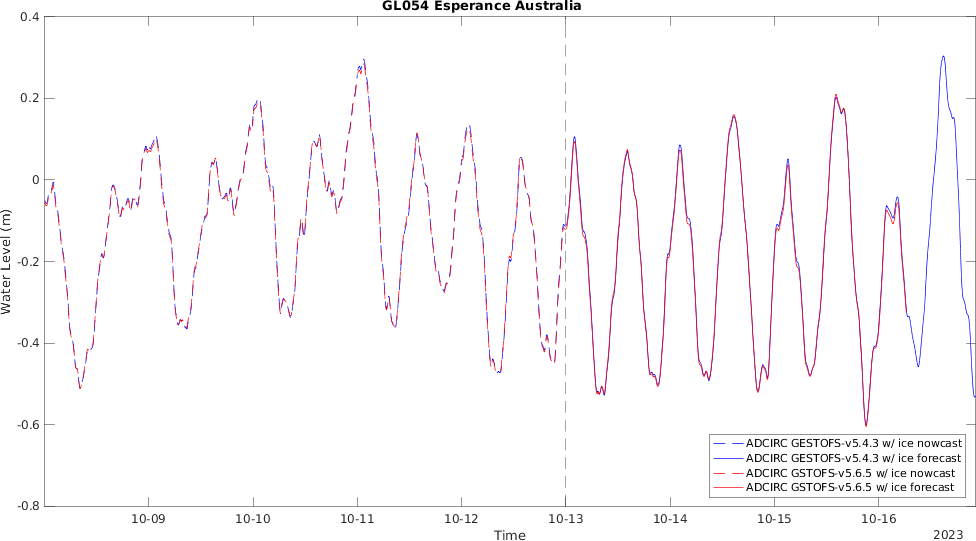 GL054 Esperance Australia
0.4
0.2
0
-0.2
-0.4
-0.6
-0.8
Water Level (m)
10-09
10-10
10-11
10-12
10-13
10-14
10-15
10-16
Time
2023
ADCIRC GESTOFS-v5.4.3 w/ ice nowcast
ADCIRC GESTOFS-v5.4.3 w/ ice forecast
ADCIRC GSTOFS-v5.6.5 w/ ice nowcast
ADCIRC GSTOFS-v5.6.5 w/ ice forecast